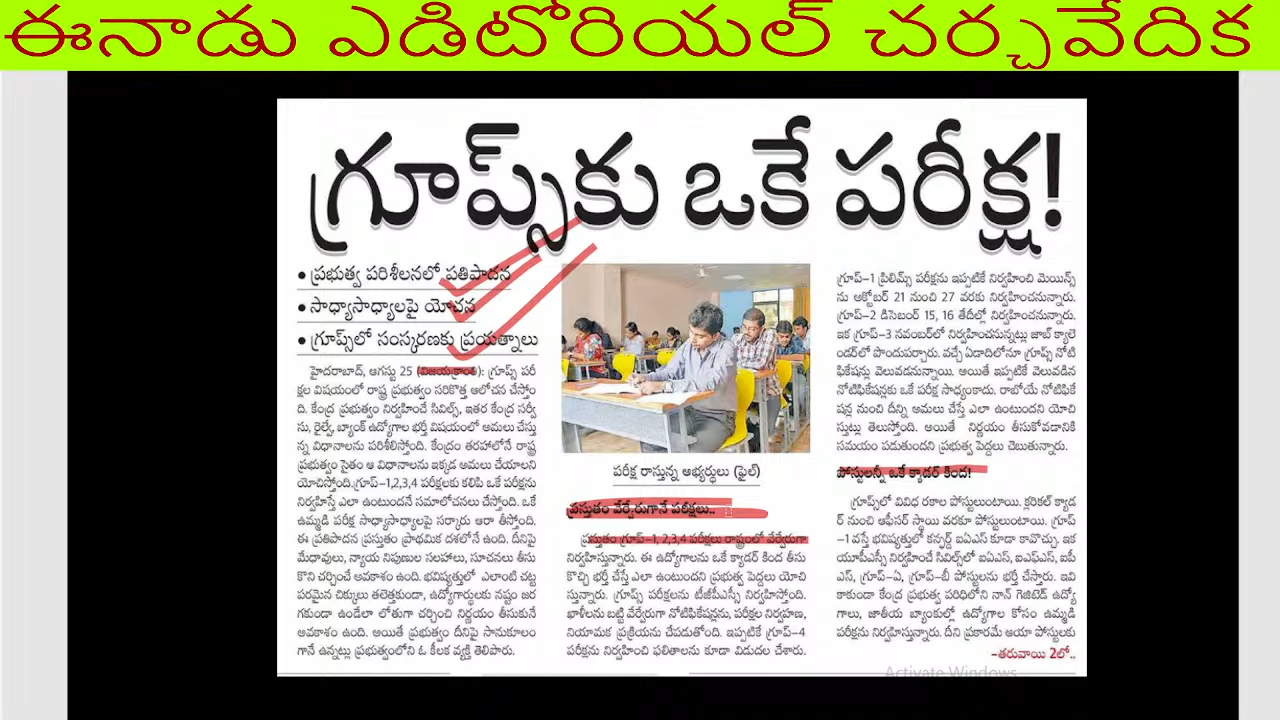 ఈనాడు ఎడిటోరియల్ చర్చావేదిక
గ్రూప్స్‌కు ఒకే పరీక్ష!
• ప్రభుత్వ పరిశీలనలో ప్రతిపాదన
• సాధ్యాసాధ్యాలపై యోచన
• గ్రూప్స్‌లో సంస్కరణకు ప్రయత్నాలు
హైదరాబాద్, ఆగస్టు 25 (విజయక్రాంతి): గ్రూప్స్ పరీ
క్షల విషయంలో రాష్ట్ర ప్రభుత్వం సరికొత్త ఆలోచన చేస్తోం
ది. కేంద్ర ప్రభుత్వం నిర్వహించే సివిల్స్, ఇతర కేంద్ర సర్వీ
సు, రైల్వే, బ్యాంక్ ఉద్యోగాల భర్తీ విషయంలో అమలు చేస్తు
న్న విధానాలను పరిశీలిస్తోంది. కేంద్రం తరహాలోనే రాష్ట్ర
ప్రభుత్వం సైతం ఆ విధానాలను ఇక్కడ అమలు చేయాలని
యోచిస్తోంది.గ్రూప్–1,2,3,4 పరీక్షలకు కలిపి ఒకే పరీక్షను
నిర్వహిస్తే ఎలా ఉంటుందనే సమాలోచనలు చేస్తోంది. ఒకే
ఉమ్మడి పరీక్ష సాధ్యాసాధ్యాలపై సర్కారు ఆరా తీస్తోంది.
ఈ ప్రతిపాదన ప్రస్తుతం ప్రాథమిక దశలోనే ఉంది. దీనిపై
మేధావులు, న్యాయ నిపుణుల సలహాలు, సూచనలు తీసు
కొని చర్చించే అవకాశం ఉంది. భవిష్యత్తులో ఎలాంటి చట్ట
పరమైన చిక్కులు తలెత్తకుండా, ఉద్యోగార్థులకు నష్టం జర
గకుండా ఉండేలా లోతుగా చర్చించి నిర్ణయం తీసుకునే
అవకాశం ఉంది. అయితే ప్రభుత్వం దీనిపై సానుకూలం
గానే ఉన్నట్లు ప్రభుత్వంలోని ఓ కీలక వ్యక్తి తెలిపారు.
పరీక్ష రాస్తున్న అభ్యర్థులు (ఫైల్)
ప్రస్తుతం వేర్వేరుగానే పరీక్షలు..
ప్రస్తుతం గ్రూప్–1, 2,3,4 పరీక్షలు రాష్ట్రంలో వేర్వేరుగా
నిర్వహిస్తున్నారు. ఈ ఉద్యోగాలను ఒకే క్యాడర్ కింద తీసు
కొచ్చి భర్తీ చేస్తే ఎలా ఉంటుందని ప్రభుత్వ పెద్దలు యోచి
స్తున్నారు. గ్రూప్స్ పరీక్షలను టీజీపీఎస్సీ నిర్వహిస్తోంది.
ఖాళీలను బట్టి వేర్వేరుగా నోటిఫికేషన్లను, పరీక్షల నిర్వహణ,
నియామక ప్రక్రియను చేపడుతోంది. ఇప్పటికే గ్రూప్–4
పరీక్షను నిర్వహించి ఫలితాలను కూడా విడుదల చేశారు.
గ్రూప్–1 ప్రిలిమ్స్ పరీక్షను ఇప్పటికే నిర్వహించి మెయిన్స్
ను అక్టోబర్ 21 నుంచి 27 వరకు నిర్వహించనున్నారు.
గ్రూప్–2 డిసెంబర్ 15, 16 తేదీల్లో నిర్వహించనున్నారు.
ఇక గ్రూప్–3 నవంబర్‌లో నిర్వహించనున్నట్లు జాబ్ క్యాలె
ండర్‌లో పొందుపర్చారు. వచ్చే ఏడాదిలోనూ గ్రూప్స్ నోటి
ఫికేషన్లు వెలువడనున్నాయి. అయితే ఇప్పటికే వెలువడిన
నోటిఫికేషన్లకు ఒకే పరీక్ష సాధ్యంకాదు. రాబోయే నోటిఫికే
షన్ల నుంచి దీన్ని అమలు చేస్తే ఎలా ఉంటుందని యోచి
స్తున్నట్లు తెలుస్తోంది. అయితే నిర్ణయం తీసుకోవడానికి
సమయం పడుతుందని ప్రభుత్వ పెద్దలు చెబుతున్నారు.
పోస్టులన్నీ ఒకే క్యాడర్ కింద!
గ్రూప్స్‌లో వివిధ రకాల పోస్టులుంటాయి. క్లరికల్ క్యాడ
ర్ నుంచి ఆఫీసర్ స్థాయి వరకూ పోస్టులుంటాయి. గ్రూప్
–1 వస్తే భవిష్యత్తులో కన్ఫర్డ్ ఐఏఎస్ కూడా కావొచ్చు. ఇక
యూపీఎస్సీ నిర్వహించే సివిల్స్‌లో ఐఏఎస్, ఐఎఫ్ఎస్, ఐపీ
ఎస్, గ్రూప్–ఏ, గ్రూప్–బీ పోస్టులను భర్తీ చేస్తారు. ఇవి
కాకుండా కేంద్ర ప్రభుత్వ పరిధిలోని నాన్ గెజిటెడ్ ఉద్యో
గాలు, జాతీయ బ్యాంకుల్లో ఉద్యోగాల కోసం ఉమ్మడి
పరీక్షను నిర్వహిస్తున్నారు. దీని ప్రకారమే ఆయా పోస్టులకు
–తరువాయి 2లో..
Activate Windows